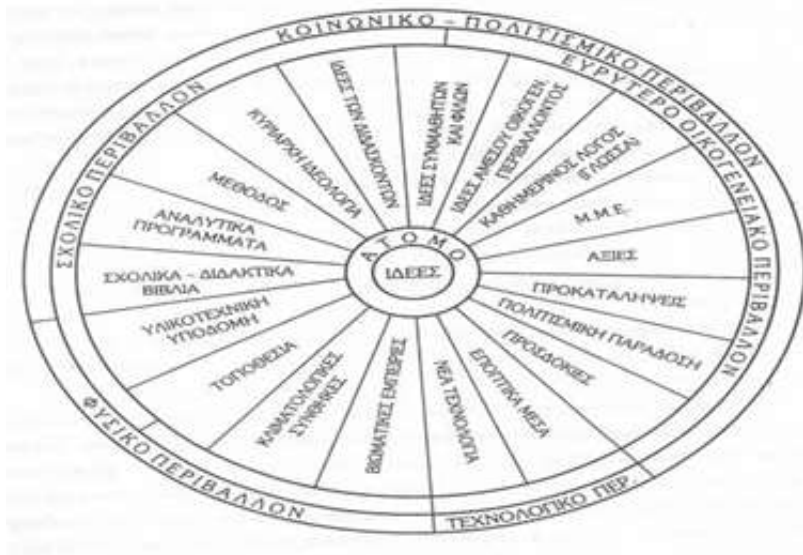 ΚΟΙΝΩΝΙΚΟ – ΠΟΛΙΤΙΣΜΙΚΟ ΠΕΡΙΒΑΛΛΟΝ
ΕΥΡΥΤΕΡΟ ΟΙΚΟΓΕΝΕΙΑΚΟ ΠΕΡΙΒΑΛΛΟΝ
ΣΧΟΛΙΚΟ ΠΕΡΙΒΑΛΛΟΝ
ΦΥΣΙΚΟ ΠΕΡΙΒΑΛΛΟΝ
ΤΕΧΝΟΛΟΓΙΚΟ ΠΕΡ.
ΙΔΕΕΣ ΤΩΝ ΔΙΔΑΣΚΟΝΤΩΝ
ΙΔΕΕΣ ΣΥΜΜΑΘΗΤΩΝ
ΚΑΙ ΦΙΛΩΝ
ΙΔΕΕΣ ΑΜΕΣΟΥ ΟΙΚΟΓΕΝ.
ΠΕΡΙΒΑΛΛΟΝΤΟΣ
ΚΑΘΗΜΕΡΙΝΟΣ ΛΟΓΟΣ
(ΓΛΩΣΣΑ)
Μ.Μ.Ε.
ΑΞΙΕΣ
ΠΡΟΚΑΤΑΛΗΨΕΙΣ
ΠΟΛΙΤΙΣΜΙΚΗ ΠΑΡΑΔΟΣΗ
ΠΡΟΣΔΟΚΙΕΣ
ΕΠΟΠΤΙΚΑ ΜΕΣΑ
ΝΕΑ ΤΕΧΝΟΛΟΓΙΑ
ΒΙΩΜΑΤΙΚΕΣ ΕΜΠΕΙΡΙΕΣ
ΚΛΙΜΑΤΟΛΟΓΙΚΕΣ
ΣΥΝΘΗΚΕΣ
ΤΟΠΟΘΕΣΙΑ
ΥΛΙΚΟΤΕΧΝΙΚΗ
ΥΠΟΔΟΜΗ
ΣΧΟΛΙΚΑ – ΔΙΔΑΚΤΙΚΑ
ΒΙΒΛΙΑ
ΑΝΑΛΥΤΙΚΑ
ΠΡΟΓΡΑΜΜΑΤΑ
ΜΕΘΟΔΟΣ
ΚΥΡΙΑΡΧΗ ΙΔΕΟΛΟΓΙΑ
ΑΤΟΜΟ
ΙΔΕΕΣ